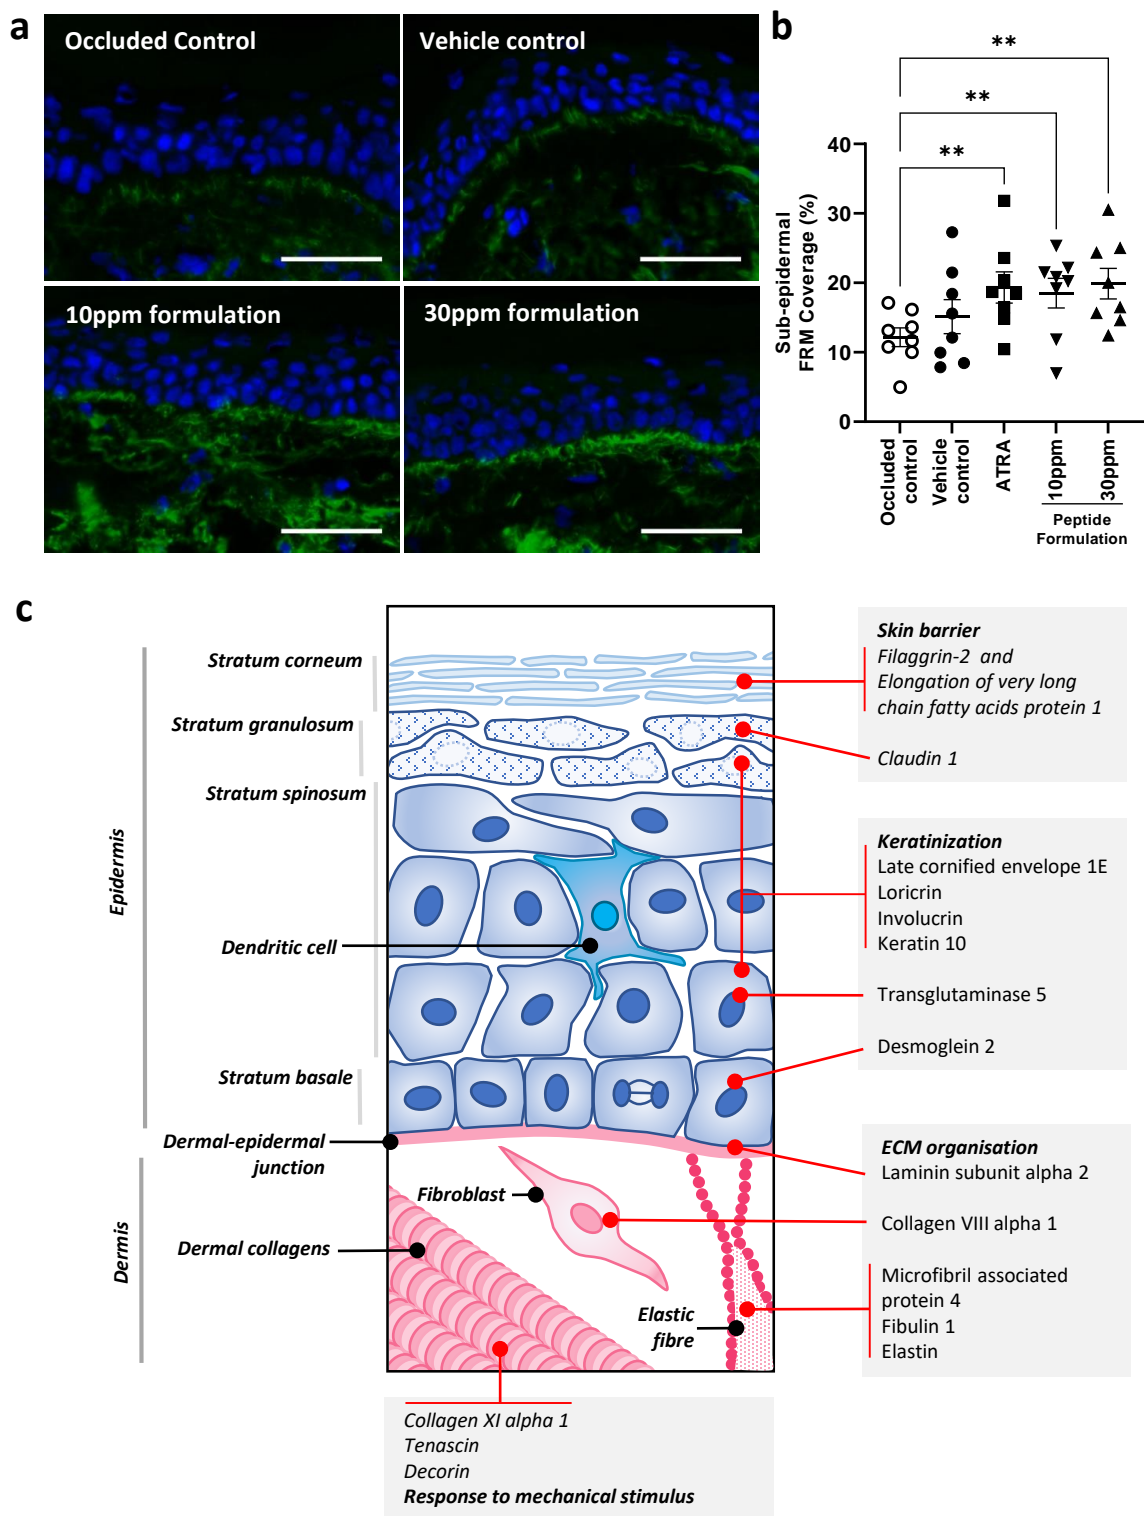 a
Occluded Control
Vehicle control
10ppm formulation
30ppm formulation
b
**
**
**
Sub-epidermal
FRM Coverage (%)
40
30
20
10
0
Occluded
control
Vehicle
control
ATRA
10ppm
30ppm
Peptide
Formulation
c
Epidermis
Dermis
Stratum corneum
Stratum granulosum
Stratum spinosum
Dendritic cell
Stratum basale
Dermal-epidermal
junction
Fibroblast
Dermal collagens
Elastic
fibre
Skin barrier
Filaggrin-2 and
Elongation of very long
chain fatty acids protein 1
Claudin 1
Keratinization
Late cornified envelope 1E
Loricrin
Involucrin
Keratin 10
Transglutaminase 5
Desmoglein 2
ECM organisation
Laminin subunit alpha 2
Collagen VIII alpha 1
Microfibril associated
protein 4
Fibulin 1
Elastin
Collagen XI alpha 1
Tenascin
Decorin
Response to mechanical stimulus